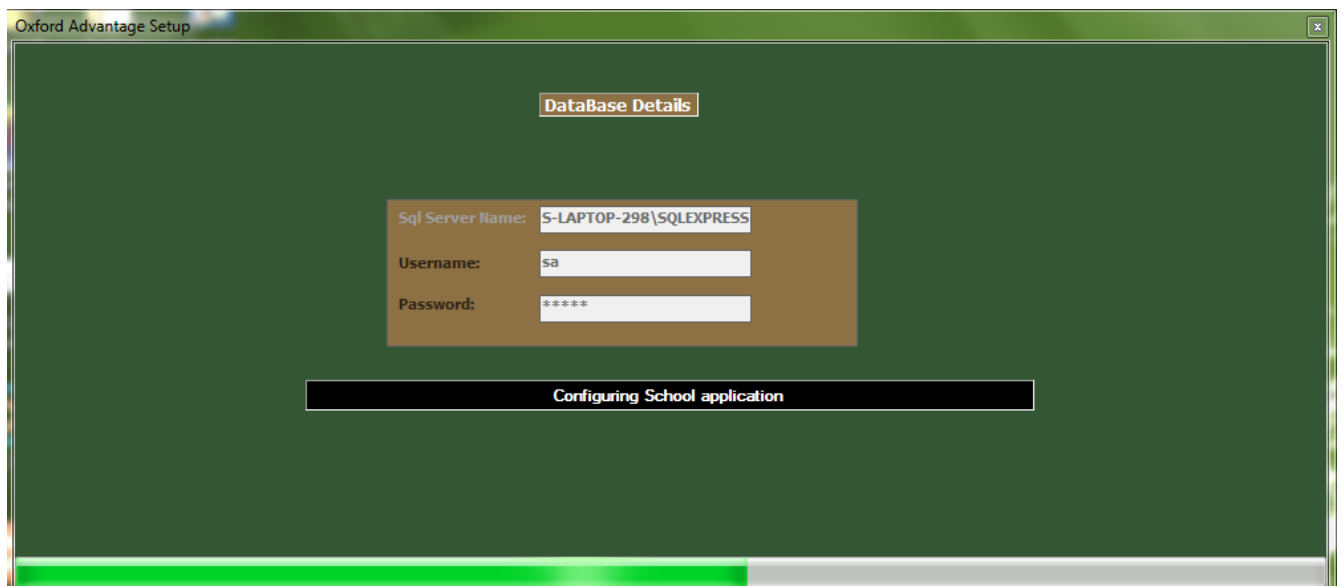 Oxford Advantage Setup
DataBase Details
Sql Server Name: S-LAPTOP-298\SQLEXPRESS
Username: sa
Password: *****
Configuring School application